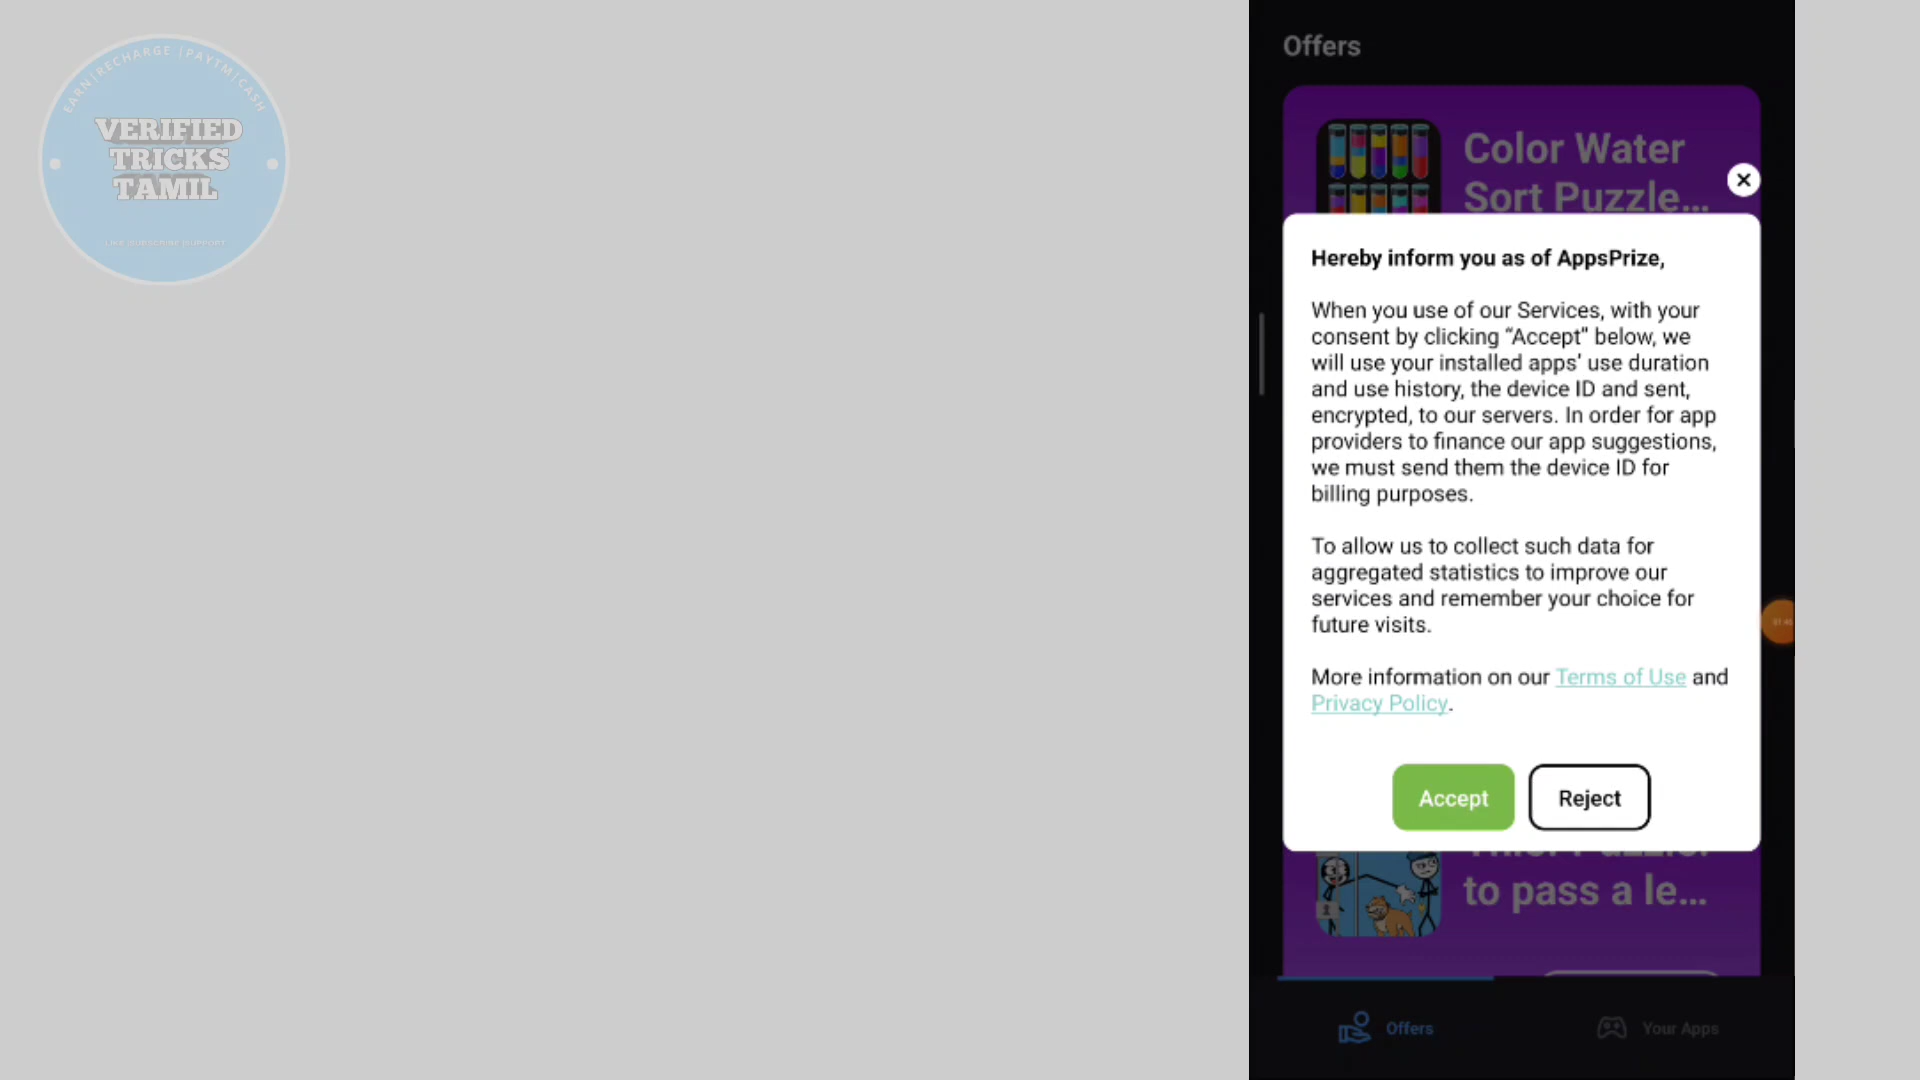 EARN|RECHARGE |PAYTM|CASH
VERIFIED
TRICKS
TAMIL
Offers
Color Water
Sort Puzzle...
Hereby inform you as of AppsPrize,
When you use of our Services, with your
consent by clicking “Accept” below, we
will use your installed apps’ use duration
and use history, the device ID and sent,
encrypted, to our servers. In order for app
providers to finance our app suggestions,
we must send them the device ID for
billing purposes.
To allow us to collect such data for
aggregated statistics to improve our
services and remember your choice for
future visits.
More information on our Terms of Use and
Privacy Policy.
Accept
Reject
to pass a le...
Offers
Your Apps